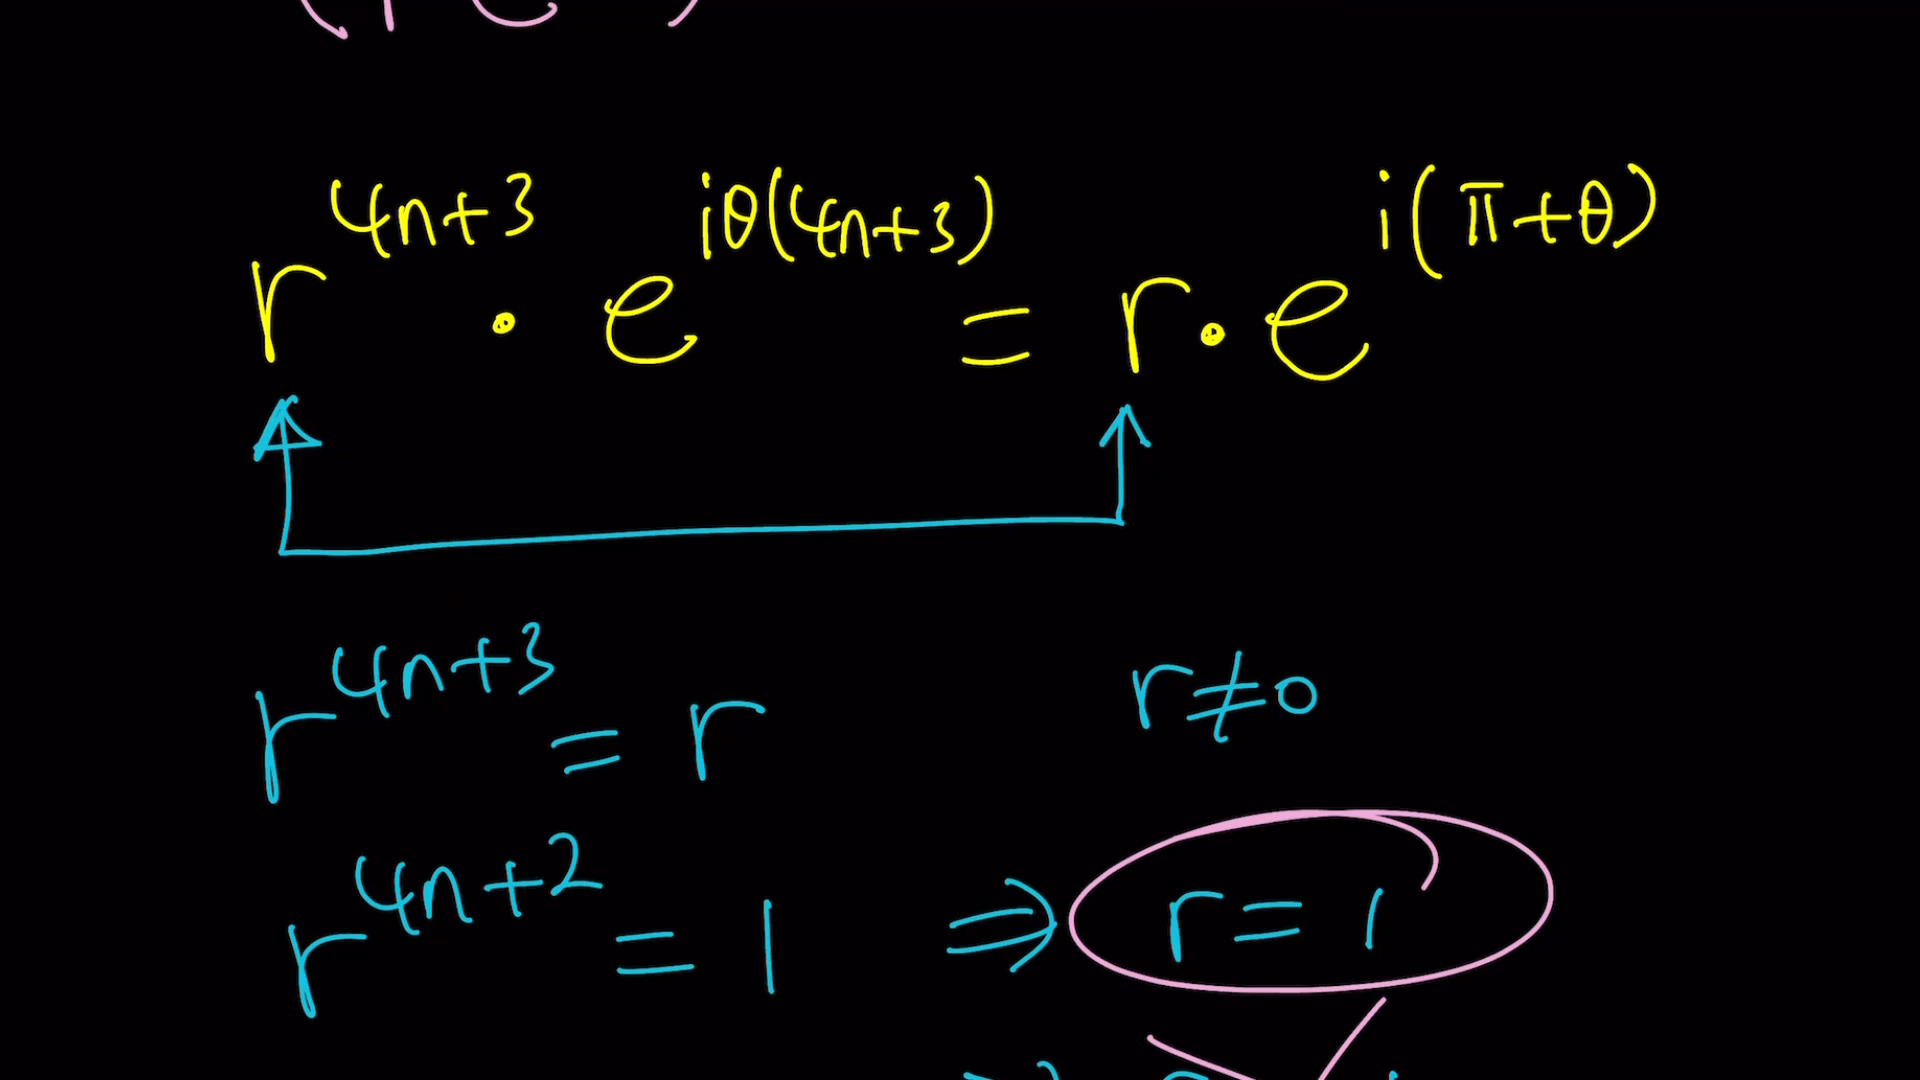 r^{4n+3} · e^{iθ(4n+3)} = r · e^{i(π+θ)}
r^{4n+3} = r    r ≠ 0
r^{4n+2} = 1 ⇒ r = 1